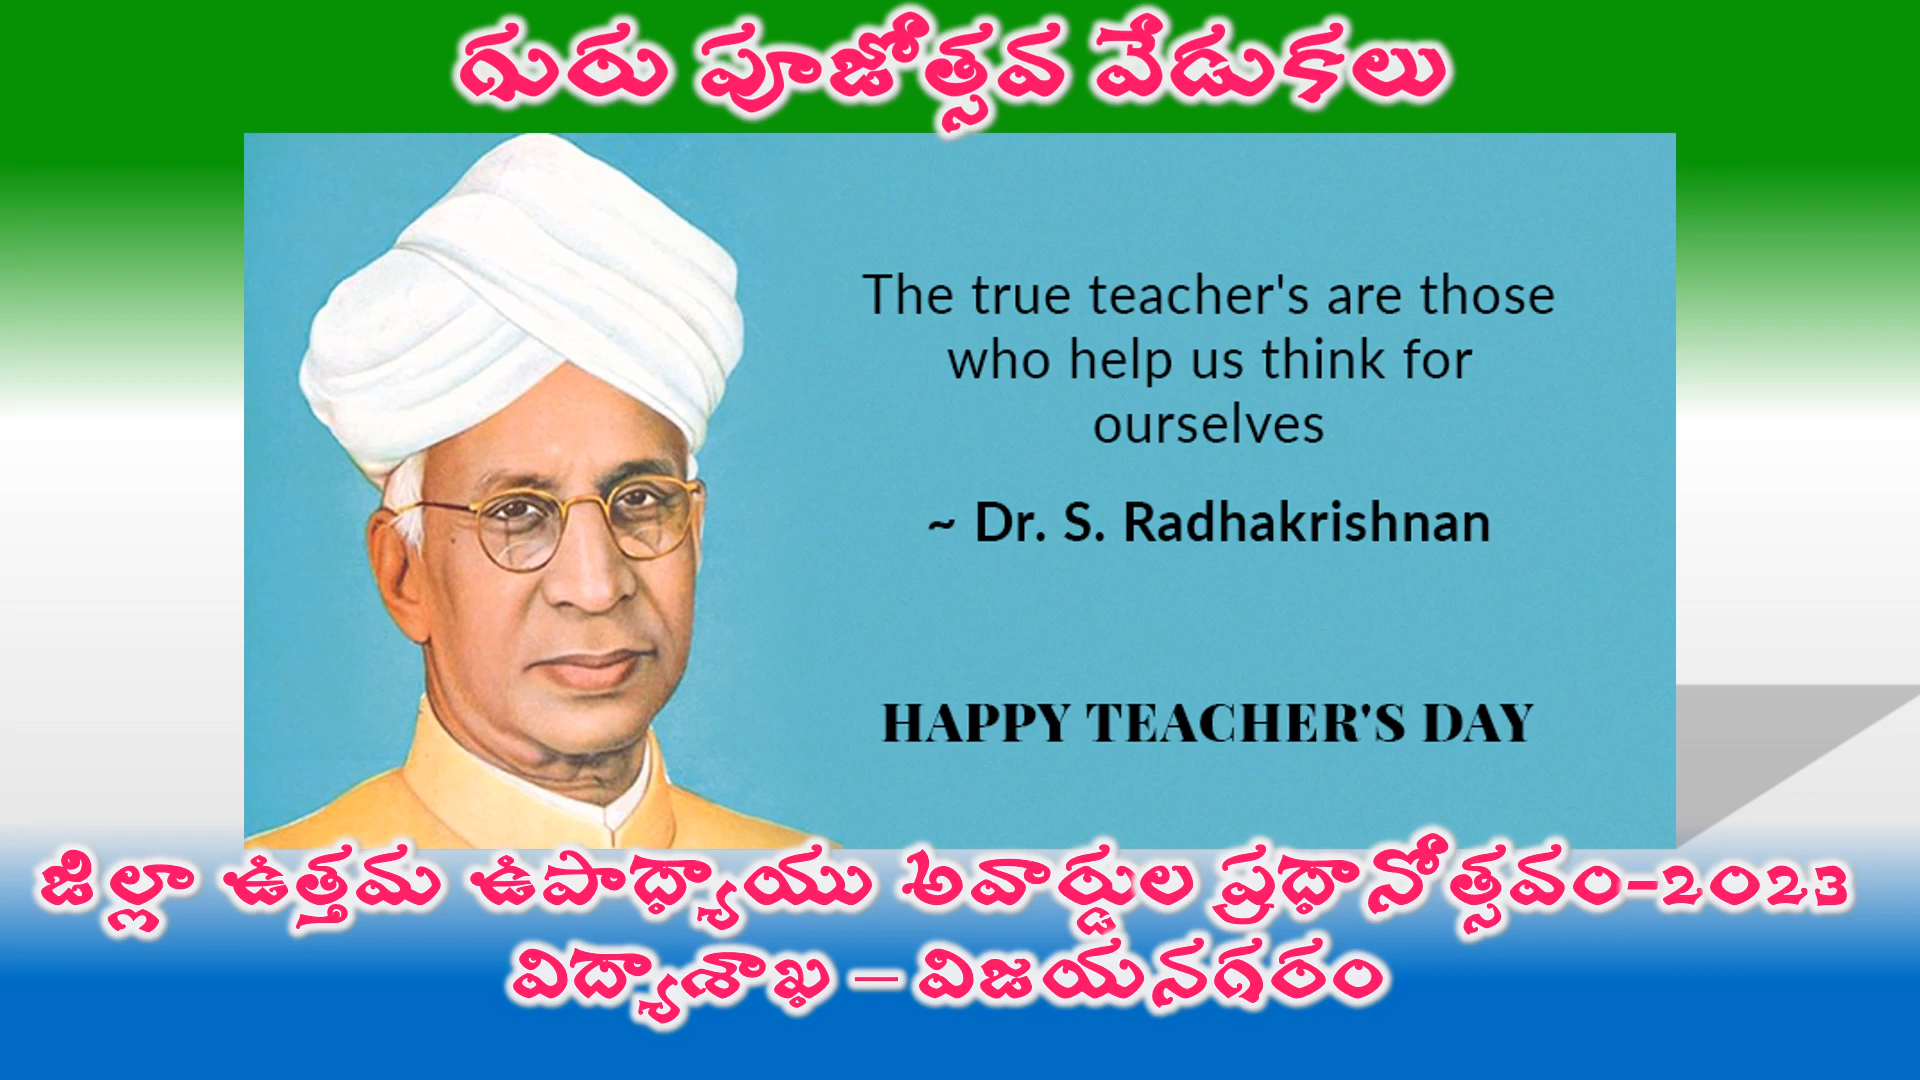 గురు పూజోత్సవ వేడుకలు
The true teacher's are those
who help us think for
ourselves
~ Dr. S. Radhakrishnan
HAPPY TEACHER'S DAY
జిల్లా ఉత్తమ ఉపాధ్యాయు అవార్డుల ప్రధానోత్సవం-2023
విద్యాశాఖ – విజయనగరం